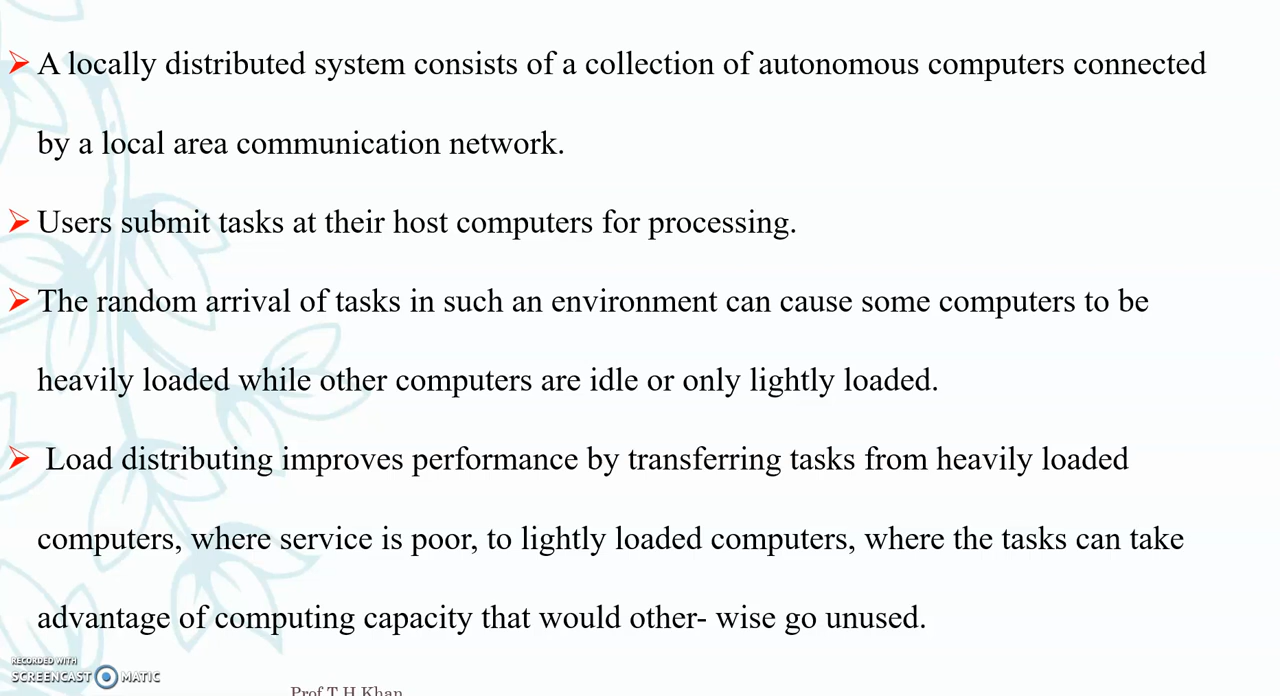 ➢ A locally distributed system consists of a collection of autonomous computers connected
by a local area communication network.
➢ Users submit tasks at their host computers for processing.
➢ The random arrival of tasks in such an environment can cause some computers to be
heavily loaded while other computers are idle or only lightly loaded.
➢ Load distributing improves performance by transferring tasks from heavily loaded
computers, where service is poor, to lightly loaded computers, where the tasks can take
advantage of computing capacity that would other- wise go unused.
RECORDED WITH
SCREENCAST MATIC
Prof T H Khan